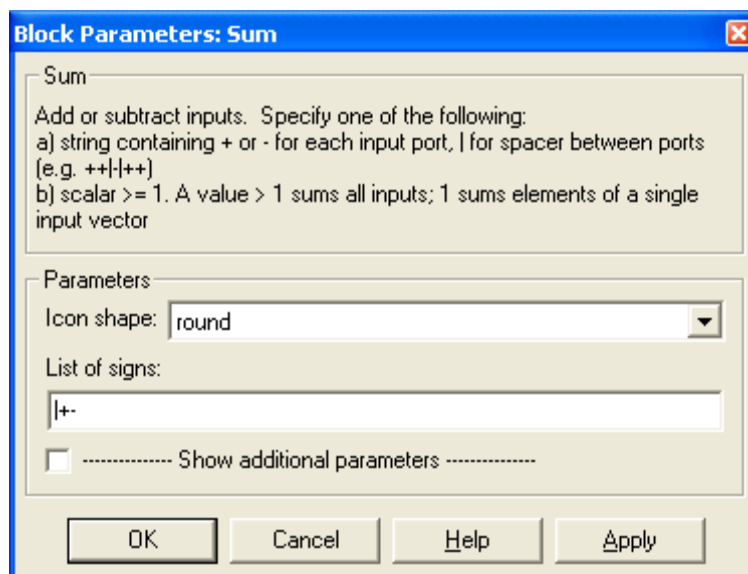 Block Parameters: Sum
Sum
Add or subtract inputs.  Specify one of the following:
a) string containing + or - for each input port, | for spacer between ports
(e.g. ++|-|++)
b) scalar >= 1. A value > 1 sums all inputs; 1 sums elements of a single
input vector
Parameters
Icon shape: round
List of signs:
|+-
--------------- Show additional parameters ---------------
OK Cancel Help Apply